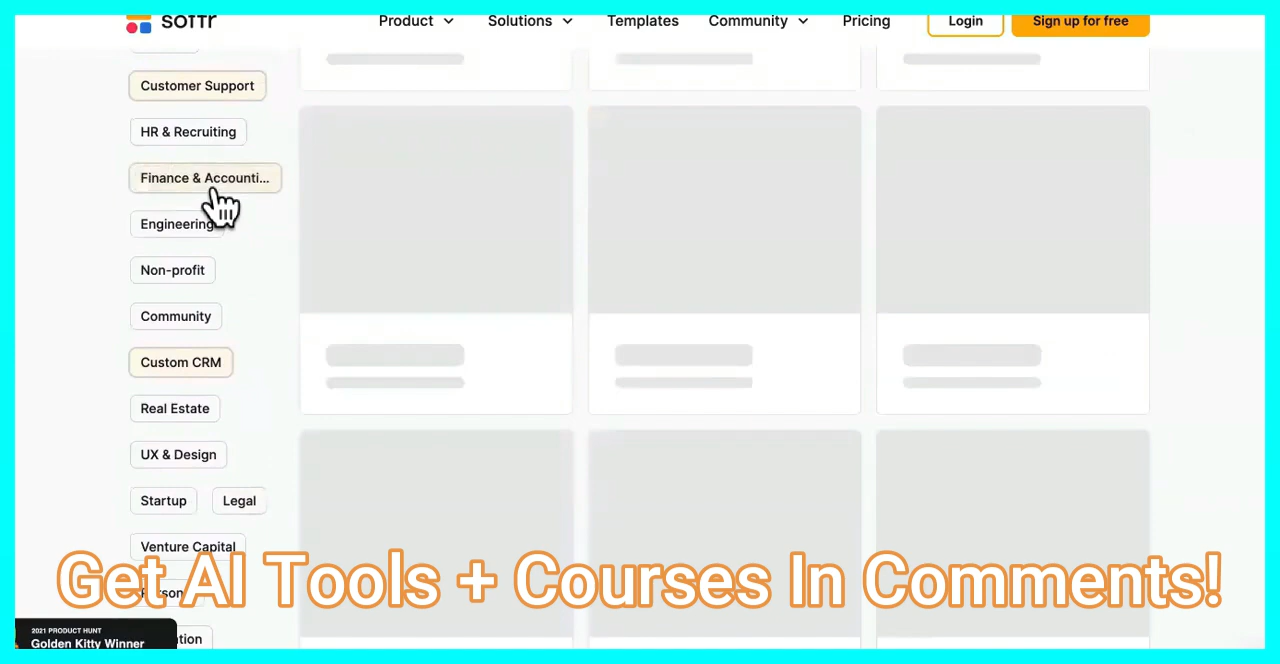 softr
Product
Solutions
Templates
Community
Pricing
Login
Sign up for free
Customer Support
HR & Recruiting
Finance & Accounti...
Engineering
Non-profit
Community
Custom CRM
Real Estate
UX & Design
Startup
Legal
Venture Capital
Get AI Tools + Courses In Comments!
2021 PRODUCT HUNT
Golden Kitty Winner